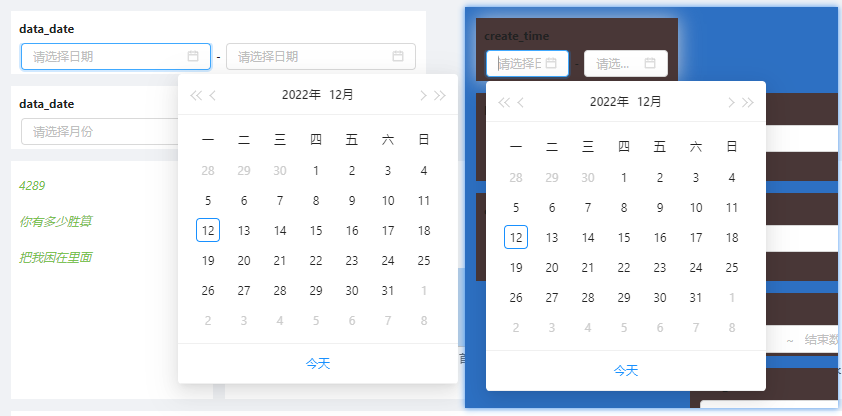 data_date
请选择日期 - 请选择日期
data_date
请选择月份
4289
你有多少胜算
把我困在里面
2022年 12月
一 二 三 四 五 六 日
28 29 30 1 2 3 4
5 6 7 8 9 10 11
12 13 14 15 16 17 18
19 20 21 22 23 24 25
26 27 28 29 30 31 1
2 3 4 5 6 7 8
今天
create_time
请选择日 - 请选...
2022年 12月
一 二 三 四 五 六 日
28 29 30 1 2 3 4
5 6 7 8 9 10 11
12 13 14 15 16 17 18
19 20 21 22 23 24 25
26 27 28 29 30 31 1
2 3 4 5 6 7 8
今天
~ 结束数